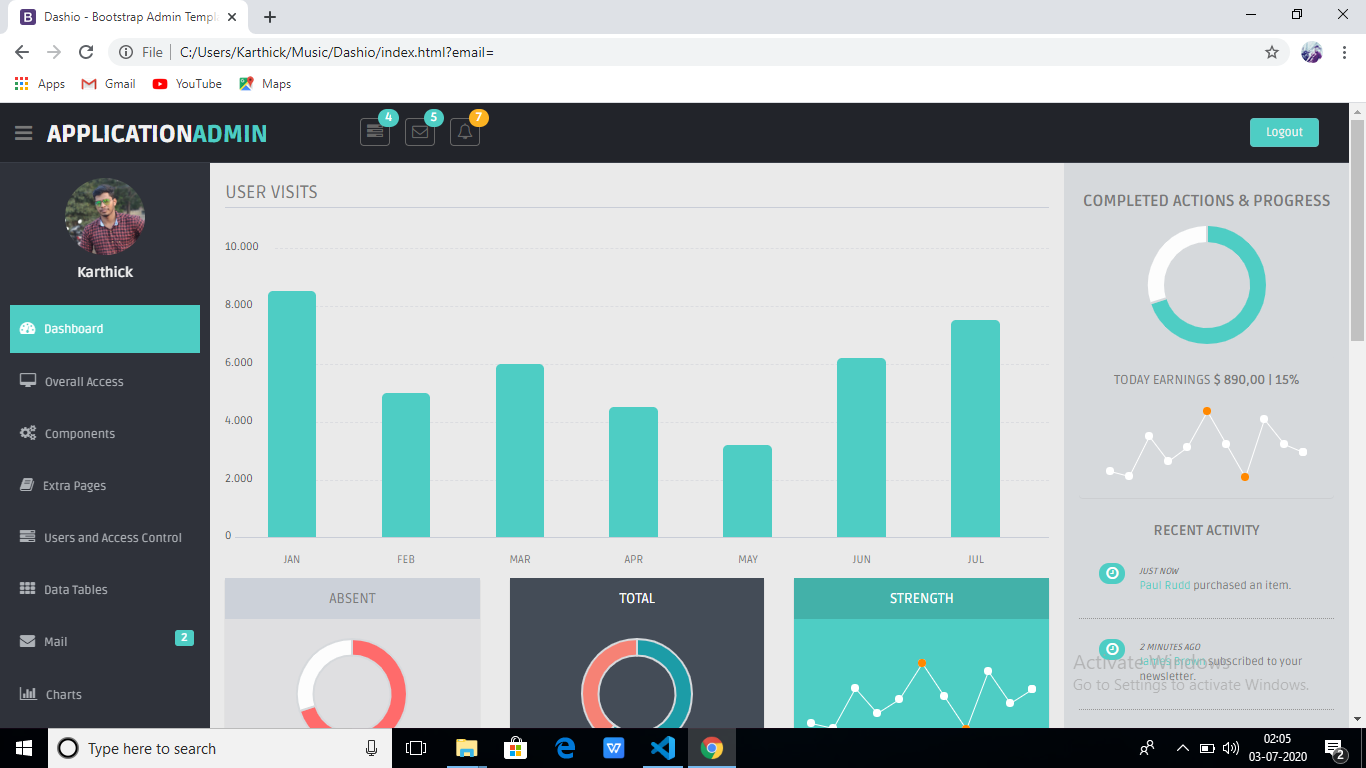 Dashio - Bootstrap Admin Templ
File | C:/Users/Karthick/Music/Dashio/index.html?email=
Apps Gmail YouTube Maps
APPLICATIONADMIN 4 5 7 Logout
Karthick
Dashboard
Overall Access
Components
Extra Pages
Users and Access Control
Data Tables
Mail 2
Charts
USER VISITS
10.000
8.000
6.000
4.000
2.000
0
JAN FEB MAR APR MAY JUN JUL
ABSENT TOTAL STRENGTH
COMPLETED ACTIONS & PROGRESS
TODAY EARNINGS $ 890,00 | 15%
RECENT ACTIVITY
JUST NOW
Paul Rudd purchased an item.
2 MINUTES AGO
James Brown subscribed to your
newsletter.
Activate Windows
Go to Settings to activate Windows.
Type here to search
02:05
03-07-2020
2